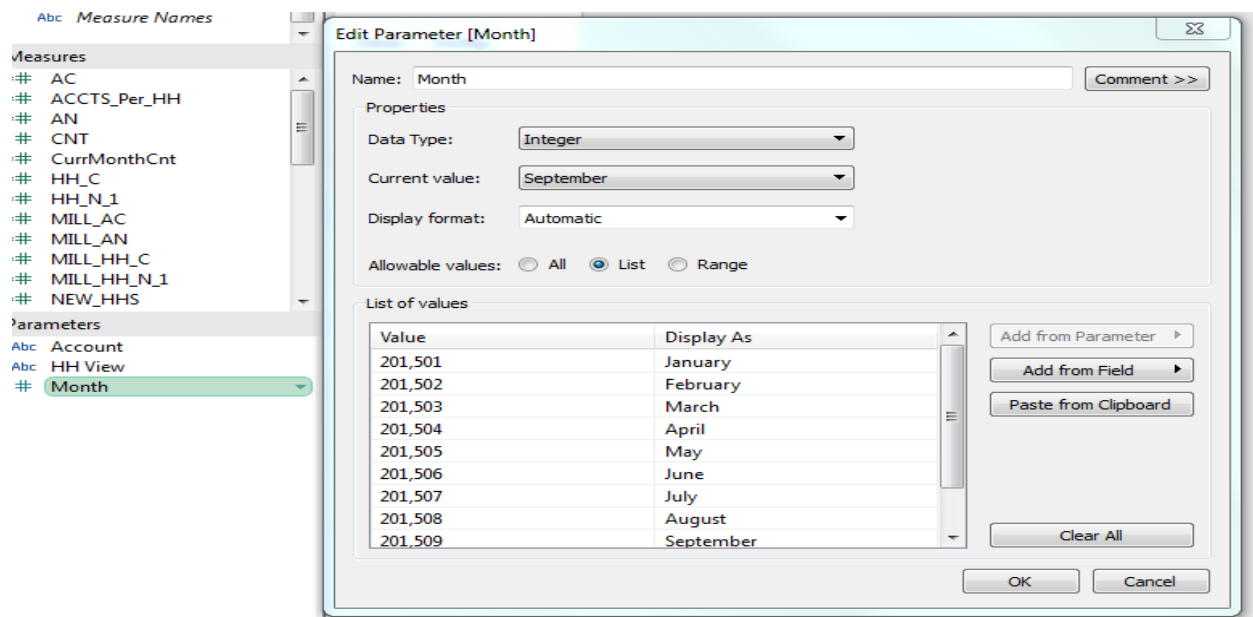 Abc Measure Names
Measures
# AC
# ACCTS_Per_HH
# AN
# CNT
# CurrMonthCnt
# HH_C
# HH_N_1
# MILL_AC
# MILL_AN
# MILL_HH_C
# MILL_HH_N_1
# NEW_HHS
Parameters
Abc Account
Abc HH View
# Month
Edit Parameter [Month]
Name: Month
Comment >>
Properties
Data Type: Integer
Current value: September
Display format: Automatic
Allowable values: All List Range
List of values
Value Display As
201,501 January
201,502 February
201,503 March
201,504 April
201,505 May
201,506 June
201,507 July
201,508 August
201,509 September
Add from Parameter
Add from Field
Paste from Clipboard
Clear All
OK Cancel